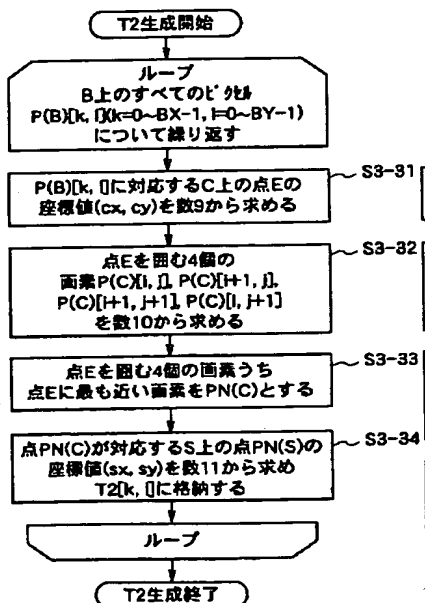 T2生成開始
ループ
B上のすべてのピクセル
P(B)[k, l](k=0~BX-1, l=0~BY-1)
について繰り返す
S3-31
P(B)[k, l]に対応するC上の点Eの
座標値(cx, cy)を数9から求める
S3-32
点Eを囲む4個の
画素P(C)[i, j], P(C)[i+1, j],
P(C)[i+1, j+1], P(C)[i, j+1]
を数10から求める
S3-33
点Eを囲む4個の画素うち
点Eに最も近い画素をPN(C)とする
S3-34
点PN(C)が対応するS上の点PN(S)の
座標値(sx, sy)を数11から求め
T2[k, l]に格納する
ループ
T2生成終了